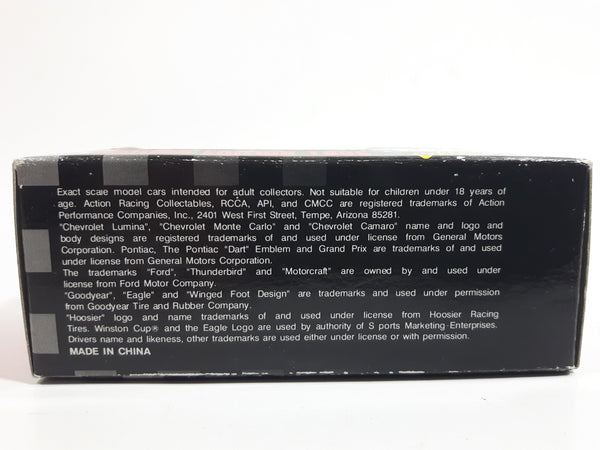 Exact scale model cars intended for adult collectors. Not suitable for children under 18 years of
age. Action Racing Collectables, RCCA, API, and CMCC are registered trademarks of Action
Performance Companies, Inc., 2401 West First Street, Tempe, Arizona 85281.
"Chevrolet Lumina", "Chevrolet Monte Carlo" and "Chevrolet Camaro" name and logo and
body designs are registered trademarks of and used under license from General Motors
Corporation. Pontiac, The Pontiac "Dart" Emblem and Grand Prix are trademarks of and used
under license from General Motors Corporation.
The trademarks "Ford", "Thunderbird" and "Motorcraft" are owned by and used under
license from Ford Motor Company.
"Goodyear", "Eagle" and "Winged Foot Design" are trademarks and used under permission
from Goodyear Tire and Rubber Company.
"Hoosier" logo and name trademarks of and used under license from Hoosier Racing
Tires. Winston Cup® and the Eagle Logo are used by authority of S ports Marketing Enterprises.
Drivers name and likeness, other trademarks are used either under license or with permission.
MADE IN CHINA